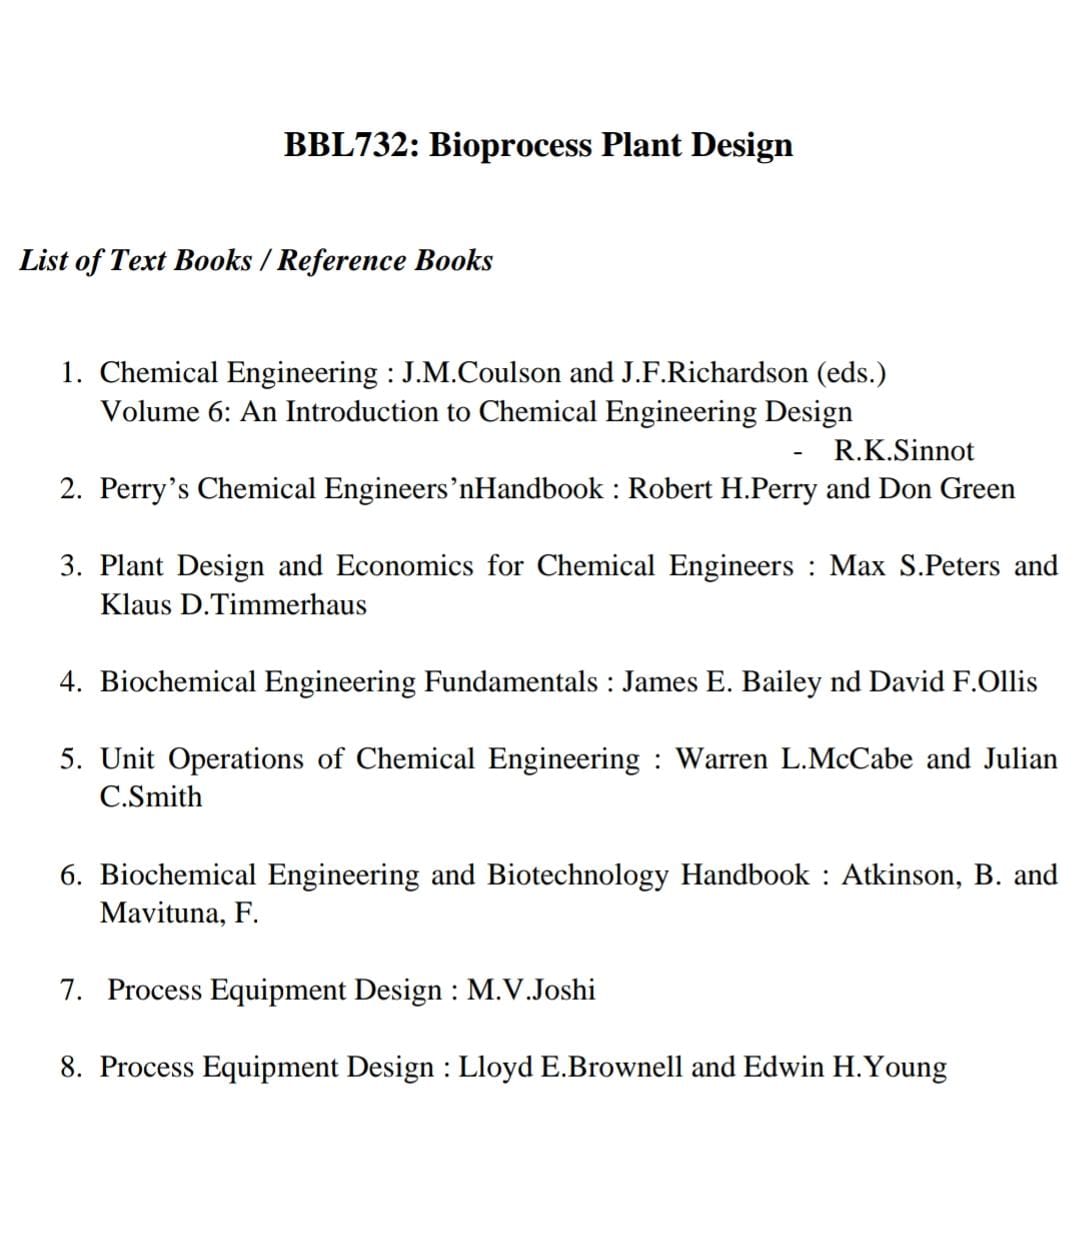 BBL732: Bioprocess Plant Design
List of Text Books / Reference Books
1. Chemical Engineering : J.M.Coulson and J.F.Richardson (eds.)
Volume 6: An Introduction to Chemical Engineering Design
- R.K.Sinnot
2. Perry’s Chemical Engineers’nHandbook : Robert H.Perry and Don Green
3. Plant Design and Economics for Chemical Engineers : Max S.Peters and
Klaus D.Timmerhaus
4. Biochemical Engineering Fundamentals : James E. Bailey nd David F.Ollis
5. Unit Operations of Chemical Engineering : Warren L.McCabe and Julian
C.Smith
6. Biochemical Engineering and Biotechnology Handbook : Atkinson, B. and
Mavituna, F.
7. Process Equipment Design : M.V.Joshi
8. Process Equipment Design : Lloyd E.Brownell and Edwin H.Young